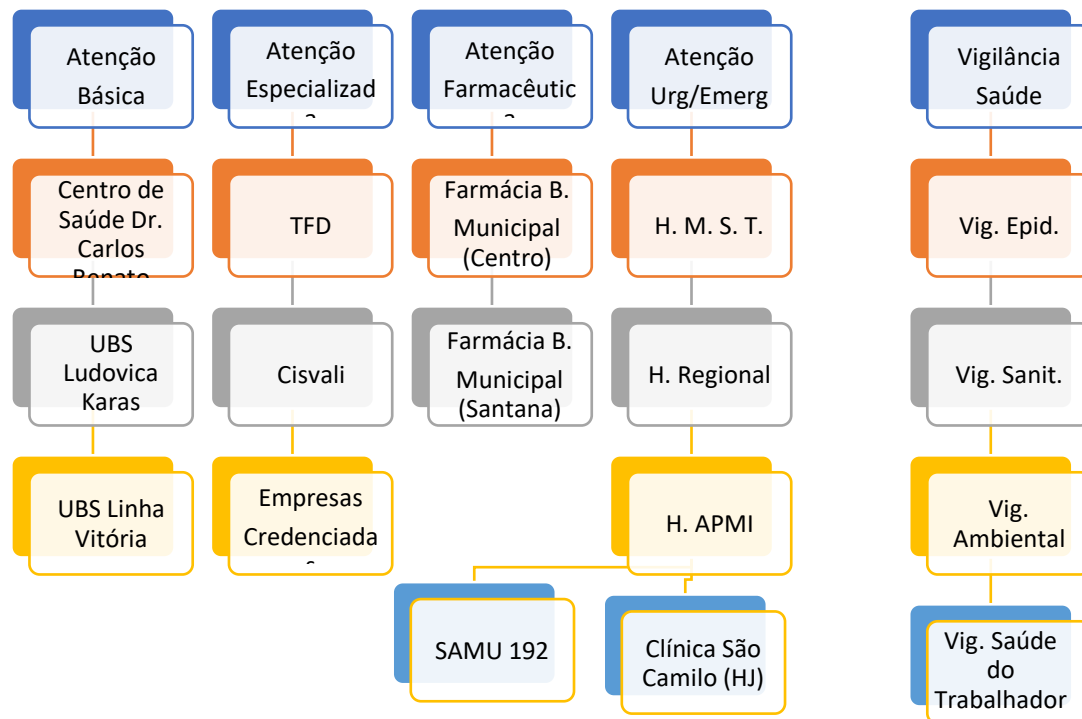 Atenção
Básica
Atenção
Especializad
Atenção
Farmacêutic
Atenção
Urg/Emerg
Vigilância
Saúde
Centro de
Saúde Dr.
Carlos
Renato
TFD
Farmácia B.
Municipal
(Centro)
H. M. S. T.
Vig. Epid.
UBS
Ludovica
Karas
Cisvali
Farmácia B.
Municipal
(Santana)
H. Regional
Vig. Sanit.
UBS Linha
Vitória
Empresas
Credenciada
H. APMI
Vig.
Ambiental
SAMU 192
Clínica São
Camilo (HJ)
Vig. Saúde
do
Trabalhador